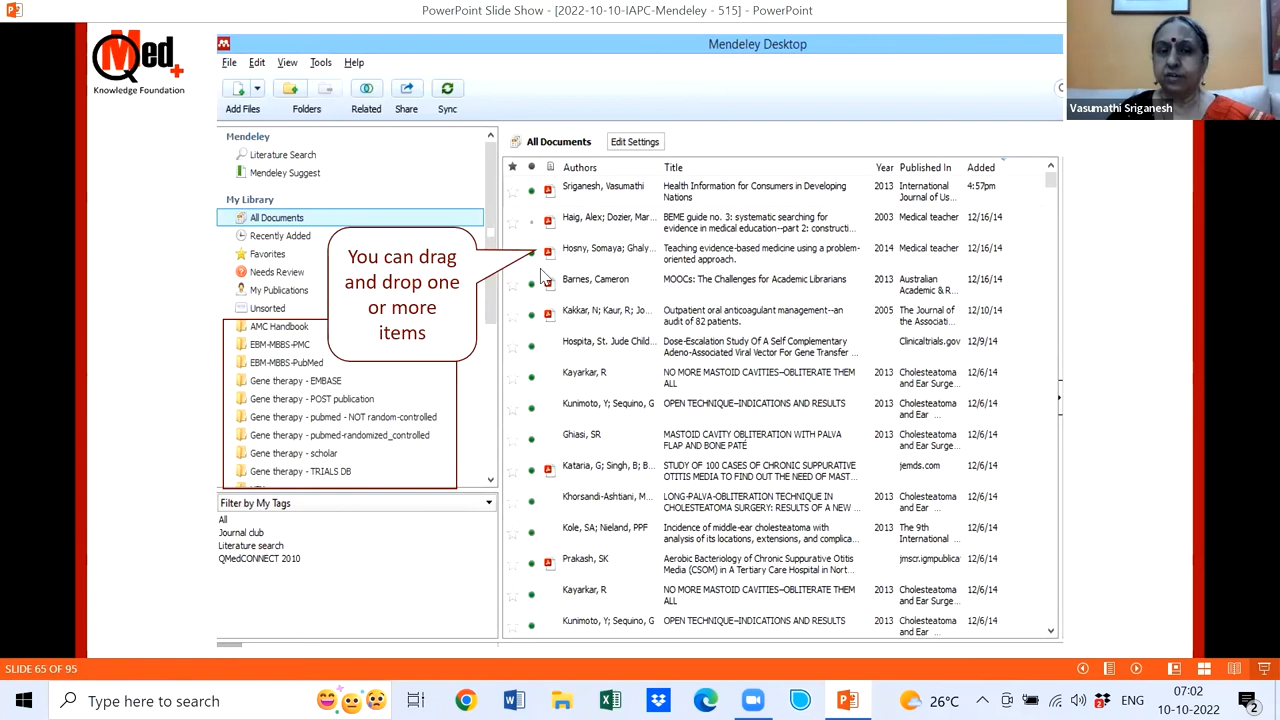 PowerPoint Slide Show - [2022-10-10-IAPC-Mendeley - 515] - PowerPoint
QMed
Knowledge Foundation
Vasumathi Sriganesh
Mendeley Desktop
File Edit View Tools Help
Add Files Folders Related Share Sync
Mendeley
Literature Search
Mendeley Suggest
My Library
All Documents
Recently Added
Favorites
Needs Review
My Publications
Unsorted
AMC Handbook
EBM-MBBS-PMC
EBM-MBBS-PubMed
Gene therapy - EMBASE
Gene therapy - POST publication
Gene therapy - pubmed - NOT random-controlled
Gene therapy - pubmed-randomized_controlled
Gene therapy - scholar
Gene therapy - TRIALS DB
Filter by My Tags
All
Journal club
Literature search
QMedCONNECT 2010
You can drag
and drop one
or more
items
All Documents Edit Settings
Authors Title Year Published In Added
Sriganesh, Vasumathi Health Information for Consumers in Developing 2013 International 4:57pm
Nations Journal of Us...
Haig, Alex; Dozier, Mar... BEME guide no. 3: systematic searching for 2003 Medical teacher 12/16/14
evidence in medical education--part 2: constructi...
Hosny, Somaya; Ghaly... Teaching evidence-based medicine using a problem- 2014 Medical teacher 12/16/14
oriented approach.
Barnes, Cameron MOOCs: The Challenges for Academic Librarians 2013 Australian 12/16/14
Academic & R...
Kakkar, N; Kaur, R; Jo... Outpatient oral anticoagulant management--an 2005 The Journal of 12/10/14
audit of 82 patients. the Associati...
Hospita, St. Jude Child... Dose-Escalation Study Of A Self Complementary Clinicaltrials.gov 12/9/14
Adeno-Associated Viral Vector For Gene Transfer ...
Kayarkar, R NO MORE MASTOID CAVITIES–OBLITERATE THEM 2013 Cholesteatoma 12/6/14
ALL and Ear Surge...
Kunimoto, Y; Sequino, G OPEN TECHNIQUE–INDICATIONS AND RESULTS 2013 Cholesteatoma 12/6/14
and Ear ...
Ghiasi, SR MASTOID CAVITY OBLITERATION WITH PALVA 2013 Cholesteatoma 12/6/14
FLAP AND BONE PATÉ and Ear Surge...
Kataria, G; Singh, B; B... STUDY OF 100 CASES OF CHRONIC SUPPURATIVE jemds.com 12/6/14
OTITIS MEDIA TO FIND OUT THE NEED OF MAST...
Khorsandi-Ashtiani, M... LONG-PALVA-OBLITERATION TECHNIQUE IN 2013 Cholesteatoma 12/6/14
CHOLESTEATOMA SURGERY: RESULTS OF A NEW ... and Ear Surge...
Kole, SA; Nieland, PPF Incidence of middle-ear cholesteatoma with 2013 The 9th 12/6/14
analysis of its locations, extensions, and complica... International ...
Prakash, SK Aerobic Bacteriology of Chronic Suppurative Otitis 2013 jmscr.igmpublica 12/6/14
Media (CSOM) in A Tertiary Care Hospital in Nort...
Kayarkar, R NO MORE MASTOID CAVITIES–OBLITERATE THEM 2013 Cholesteatoma 12/6/14
ALL and Ear Surge...
Kunimoto, Y; Sequino, G OPEN TECHNIQUE–INDICATIONS AND RESULTS 2013 Cholesteatoma 12/6/14
and Ear ...
SLIDE 65 OF 95
Type here to search
26°C ENG 07:02
10-10-2022
2